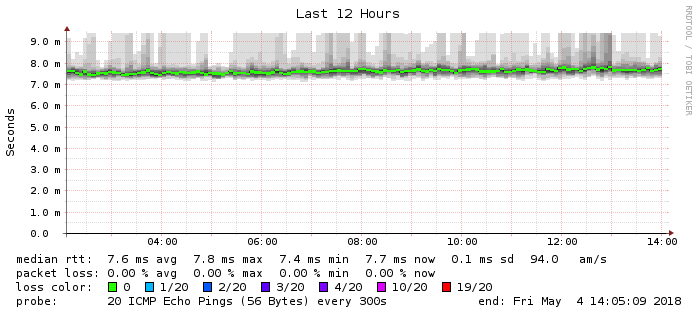 Last 12 Hours
RRDTOOL / TOBI OETIKER
Seconds
9.0 m
8.0 m
7.0 m
6.0 m
5.0 m
4.0 m
3.0 m
2.0 m
1.0 m
0.0
04:00 06:00 08:00 10:00 12:00 14:00
median rtt: 7.6 ms avg 7.8 ms max 7.4 ms min 7.7 ms now 0.1 ms sd 94.0 am/s
packet loss: 0.00 % avg 0.00 % max 0.00 % min 0.00 % now
loss color: 0 1/20 2/20 3/20 4/20 10/20 19/20
probe: 20 ICMP Echo Pings (56 Bytes) every 300s end: Fri May 4 14:05:09 2018